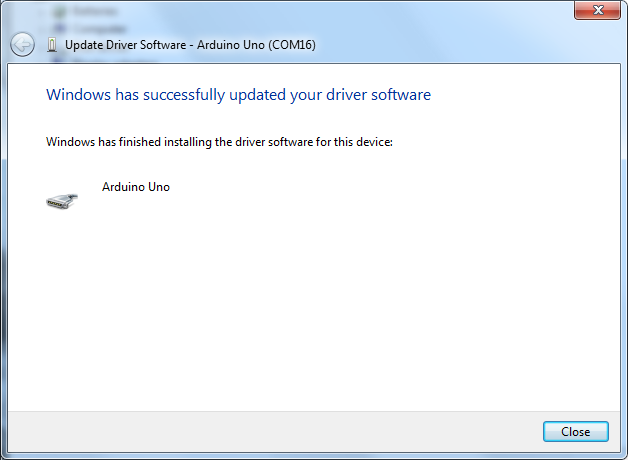 Update Driver Software - Arduino Uno (COM16)
Windows has successfully updated your driver software
Windows has finished installing the driver software for this device:
Arduino Uno
Close